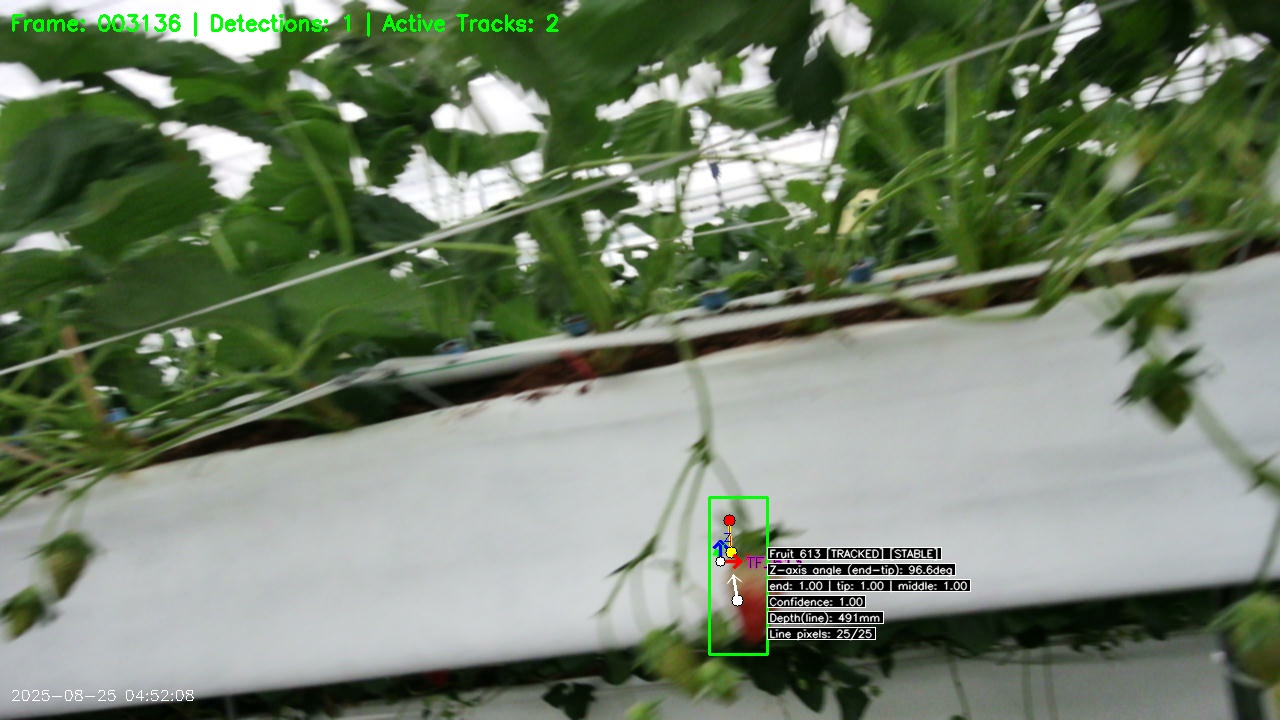 Frame: 003136 | Detections: 1 | Active Tracks: 2
Z
TF
Fruit 613 [TRACKED] [STABLE]
Z-axis angle (end-tip): 96.6deg
end: 1.00 | tip: 1.00 | middle: 1.00
Confidence: 1.00
Depth(line): 491mm
Line pixels: 25/25
2025-08-25 04:52:08